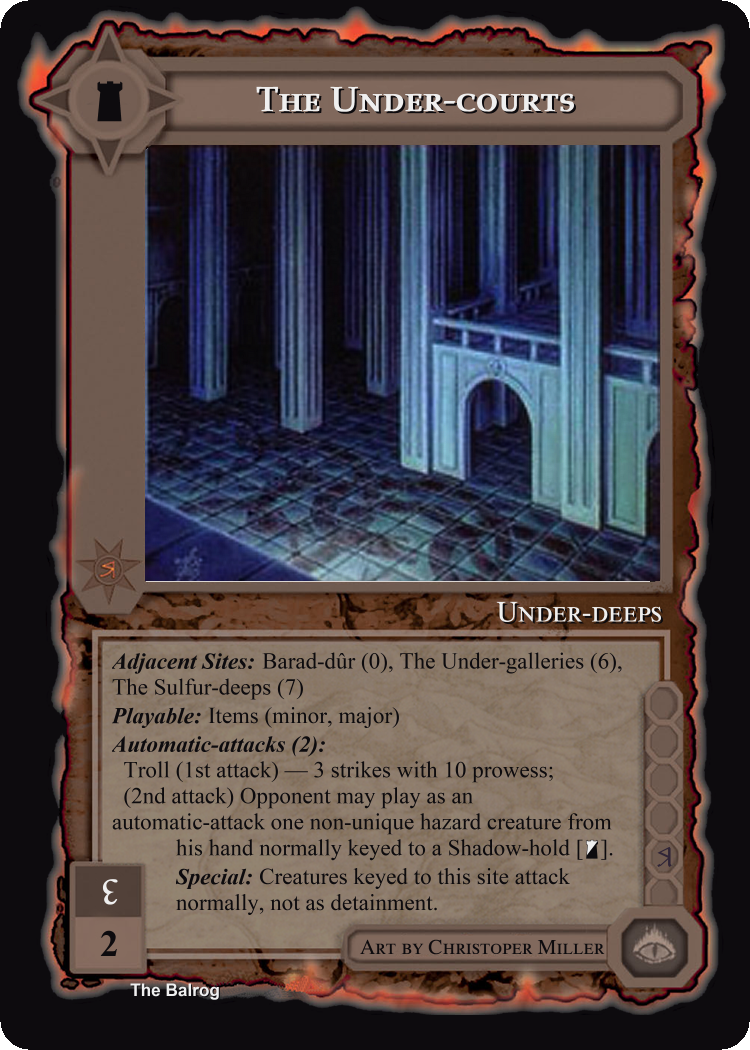 The Under-courts
Under-deeps
Adjacent Sites: Barad-dûr (0), The Under-galleries (6),
The Sulfur-deeps (7)
Playable: Items (minor, major)
Automatic-attacks (2):
Troll (1st attack) — 3 strikes with 10 prowess;
(2nd attack) Opponent may play as an
automatic-attack one non-unique hazard creature from
his hand normally keyed to a Shadow-hold [].
Special: Creatures keyed to this site attack
normally, not as detainment.
2
Art by Christoper Miller
The Balrog